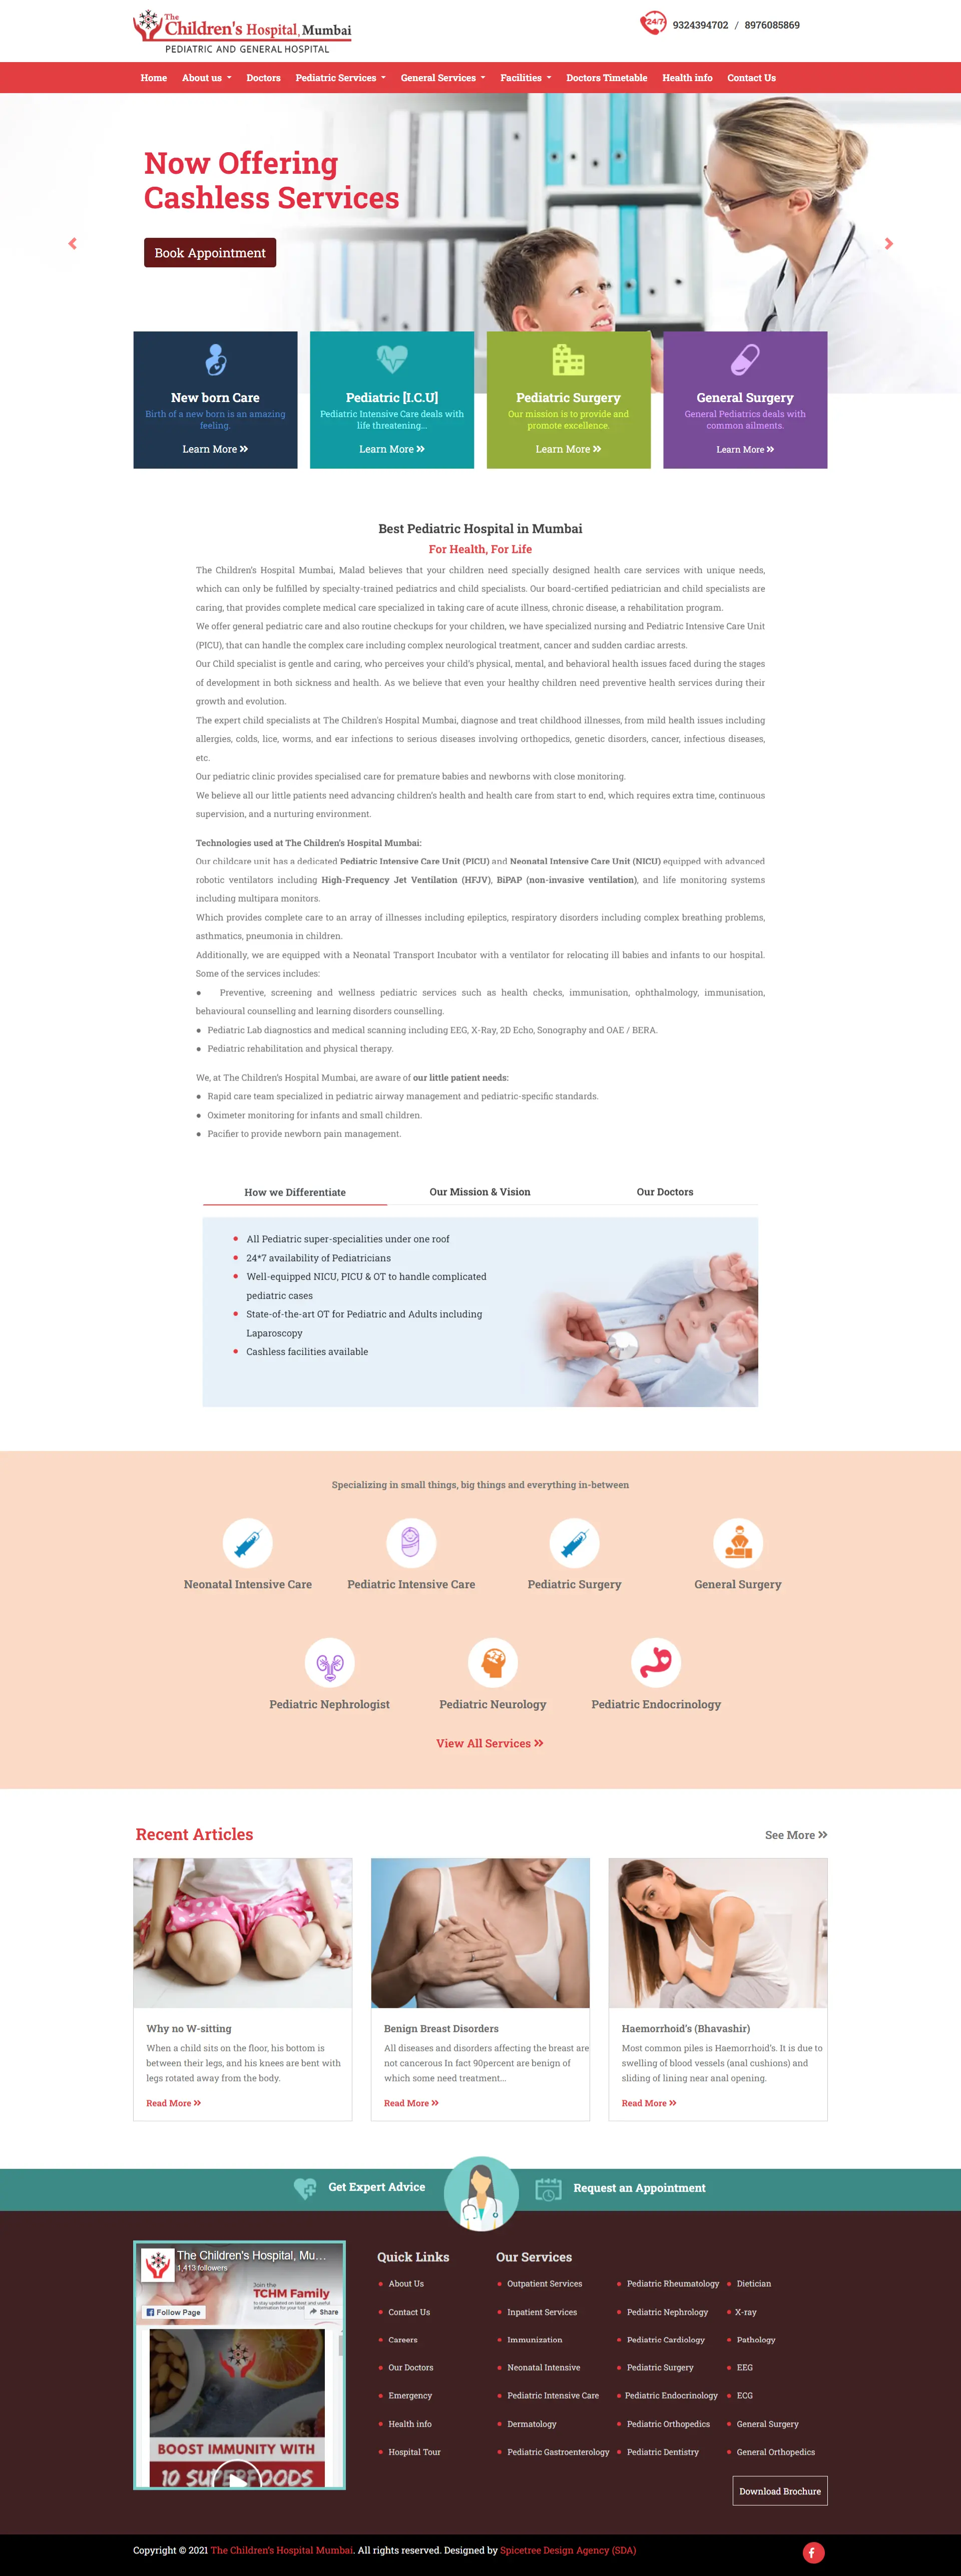 The
Children's Hospital, Mumbai
PEDIATRIC AND GENERAL HOSPITAL
24/7
9324394702 / 8976085869
Home About us Doctors Pediatric Services General Services Facilities Doctors Timetable Health info Contact Us
Now Offering
Cashless Services
Book Appointment
New born Care
Birth of a new born is an amazing
feeling.
Learn More
Pediatric [I.C.U]
Pediatric Intensive Care deals with
life threatening...
Learn More
Pediatric Surgery
Our mission is to provide and
promote excellence.
Learn More
General Surgery
General Pediatrics deals with
common ailments.
Learn More
Best Pediatric Hospital in Mumbai
For Health, For Life
The Children's Hospital Mumbai, Malad believes that your children need specially designed health care services with unique needs,
which can only be fulfilled by specialty-trained pediatrics and child specialists. Our board-certified pediatrician and child specialists are
caring, that provides complete medical care specialized in taking care of acute illness, chronic disease, a rehabilitation program.
We offer general pediatric care and also routine checkups for your children, we have specialized nursing and Pediatric Intensive Care Unit
(PICU), that can handle the complex care including complex neurological treatment, cancer and sudden cardiac arrests.
Our Child specialist is gentle and caring, who perceives your child's physical, mental, and behavioral health issues faced during the stages
of development in both sickness and health. As we believe that even your healthy children need preventive health services during their
growth and evolution.
The expert child specialists at The Children's Hospital Mumbai, diagnose and treat childhood illnesses, from mild health issues including
allergies, colds, lice, worms, and ear infections to serious diseases involving orthopedics, genetic disorders, cancer, infectious diseases,
etc.
Our pediatric clinic provides specialised care for premature babies and newborns with close monitoring.
We believe all our little patients need advancing children's health and health care from start to end, which requires extra time, continuous
supervision, and a nurturing environment.
Technologies used at The Children's Hospital Mumbai:
Our childcare unit has a dedicated Pediatric Intensive Care Unit (PICU) and Neonatal Intensive Care Unit (NICU) equipped with advanced
robotic ventilators including High-Frequency Jet Ventilation (HFJV), BiPAP (non-invasive ventilation), and life monitoring systems
including multipara monitors.
Which provides complete care to an array of illnesses including epileptics, respiratory disorders including complex breathing problems,
asthmatics, pneumonia in children.
Additionally, we are equipped with a Neonatal Transport Incubator with a ventilator for relocating ill babies and infants to our hospital.
Some of the services includes:
● Preventive, screening and wellness pediatric services such as health checks, immunisation, ophthalmology, immunisation,
behavioural counselling and learning disorders counselling.
● Pediatric Lab diagnostics and medical scanning including EEG, X-Ray, 2D Echo, Sonography and OAE / BERA.
● Pediatric rehabilitation and physical therapy.
We, at The Children's Hospital Mumbai, are aware of our little patient needs:
● Rapid care team specialized in pediatric airway management and pediatric-specific standards.
● Oximeter monitoring for infants and small children.
● Pacifier to provide newborn pain management.
How we Differentiate Our Mission & Vision Our Doctors
All Pediatric super-specialities under one roof
24*7 availability of Pediatricians
Well-equipped NICU, PICU & OT to handle complicated
pediatric cases
State-of-the-art OT for Pediatric and Adults including
Laparoscopy
Cashless facilities available
Specializing in small things, big things and everything in-between
Neonatal Intensive Care Pediatric Intensive Care Pediatric Surgery General Surgery
Pediatric Nephrologist Pediatric Neurology Pediatric Endocrinology
View All Services
Recent Articles See More
Why no W-sitting
When a child sits on the floor, his bottom is
between their legs, and his knees are bent with
legs rotated away from the body.
Read More
Benign Breast Disorders
All diseases and disorders affecting the breast are
not cancerous In fact 90percent are benign of
which some need treatment...
Read More
Haemorrhoid's (Bhavashir)
Most common piles is Haemorrhoid's. It is due to
swelling of blood vessels (anal cushions) and
sliding of lining near anal opening.
Read More
Get Expert Advice Request an Appointment
The Children's Hospital, Mu...
1,413 followers
Join the
TCHM Family
to stay updated on latest and useful
information for your tod
Follow Page Share
BOOST IMMUNITY WITH
10 SUPERFOODS
Quick Links
About Us
Contact Us
Careers
Our Doctors
Emergency
Health info
Hospital Tour
Our Services
Outpatient Services
Inpatient Services
Immunization
Neonatal Intensive
Pediatric Intensive Care
Dermatology
Pediatric Gastroenterology
Pediatric Rheumatology
Pediatric Nephrology
Pediatric Cardiology
Pediatric Surgery
Pediatric Endocrinology
Pediatric Orthopedics
Pediatric Dentistry
Dietician
X-ray
Pathology
EEG
ECG
General Surgery
General Orthopedics
Download Brochure
Copyright © 2021 The Children's Hospital Mumbai. All rights reserved. Designed by Spicetree Design Agency (SDA)